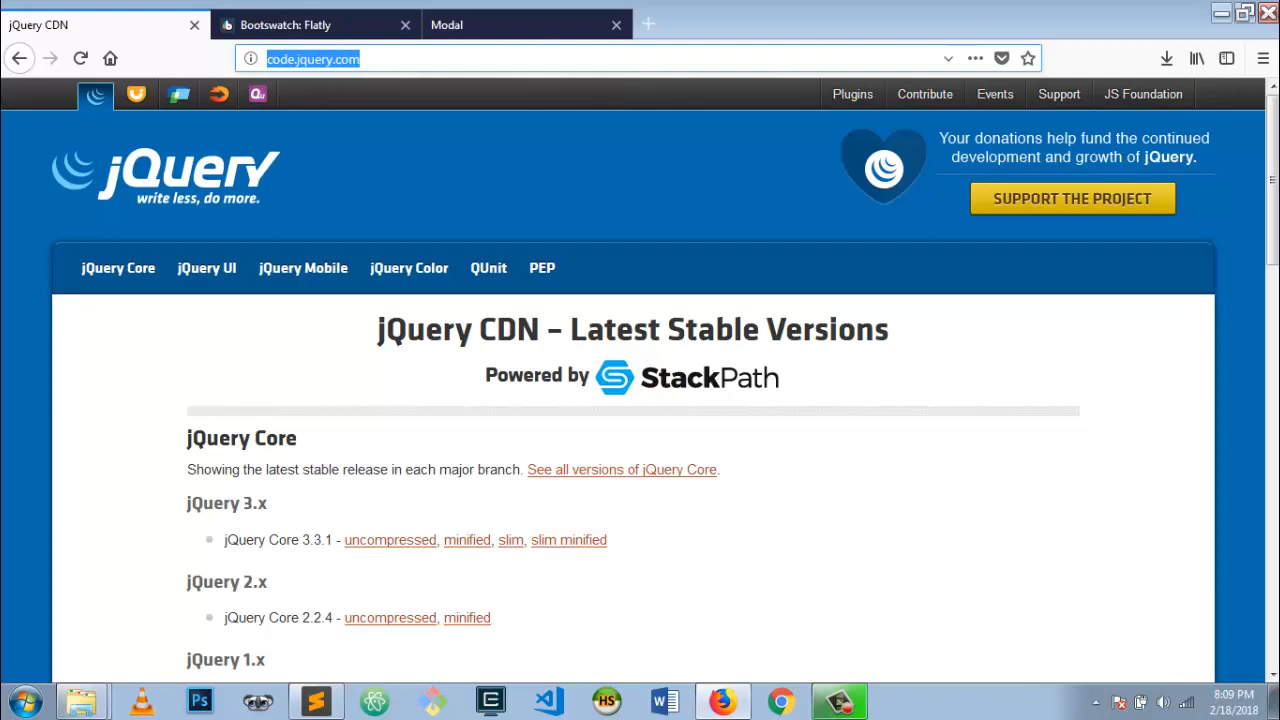 jQuery CDN
Bootswatch: Flatly
Modal
code.jquery.com
Qu
Plugins
Contribute
Events
Support
JS Foundation
jQuery
write less, do more.
Your donations help fund the continued
development and growth of jQuery.
SUPPORT THE PROJECT
jQuery Core
jQuery UI
jQuery Mobile
jQuery Color
QUnit
PEP
jQuery CDN – Latest Stable Versions
Powered by StackPath
jQuery Core
Showing the latest stable release in each major branch. See all versions of jQuery Core.
jQuery 3.x
jQuery Core 3.3.1 - uncompressed, minified, slim, slim minified
jQuery 2.x
jQuery Core 2.2.4 - uncompressed, minified
jQuery 1.x
Ps
HS
W
8:09 PM
2/18/2018